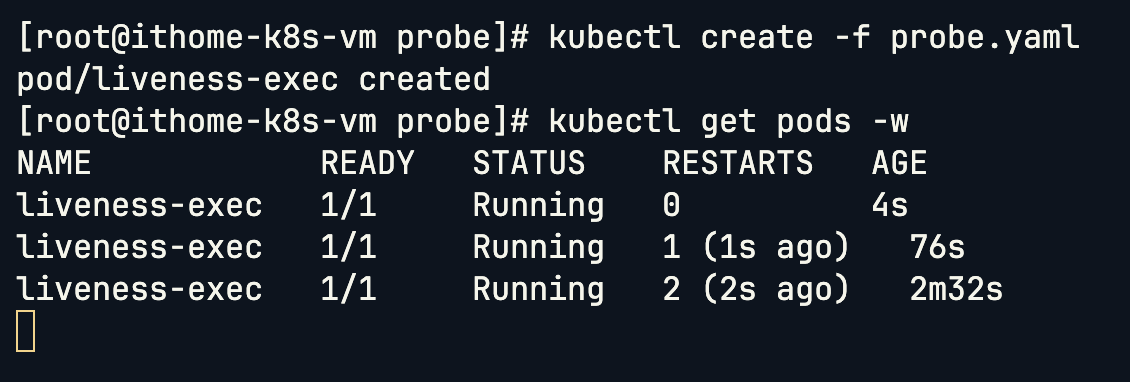 [root@ithome-k8s-vm probe]# kubectl create -f probe.yaml
pod/liveness-exec created
[root@ithome-k8s-vm probe]# kubectl get pods -w
NAME            READY   STATUS    RESTARTS   AGE
liveness-exec   1/1     Running   0          4s
liveness-exec   1/1     Running   1 (1s ago)   76s
liveness-exec   1/1     Running   2 (2s ago)   2m32s